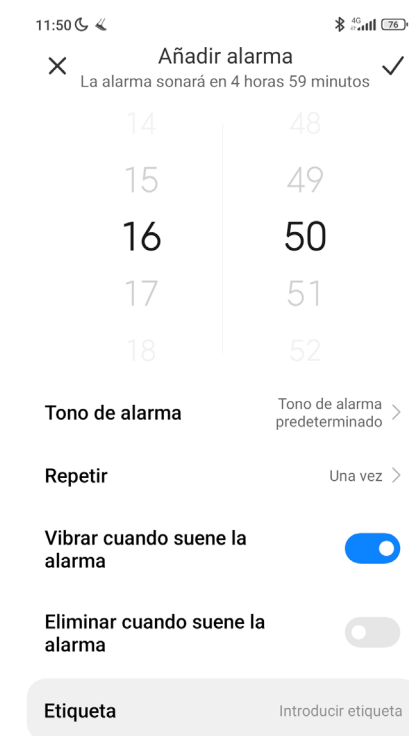 11:50 4G 76
Añadir alarma
La alarma sonará en 4 horas 59 minutos
14 48
15 49
16 50
17 51
18 52
Tono de alarma Tono de alarma
predeterminado
Repetir Una vez
Vibrar cuando suene la
alarma
Eliminar cuando suene la
alarma
Etiqueta Introducir etiqueta